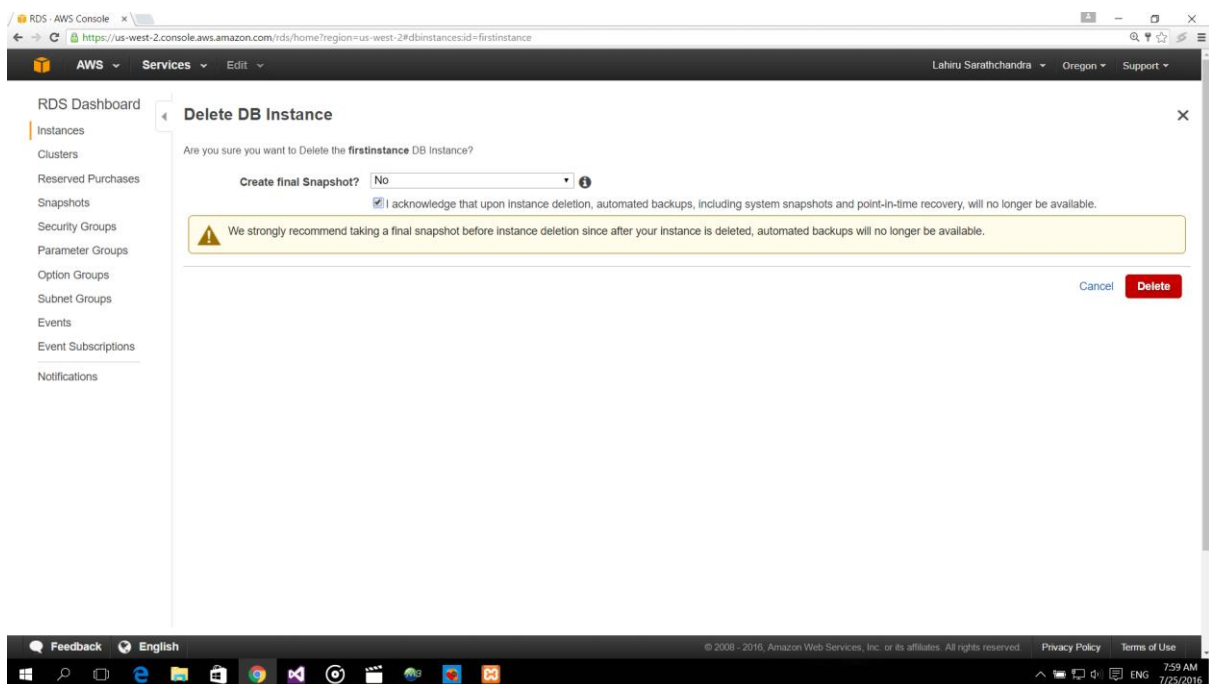 RDS · AWS Console
https://us-west-2.console.aws.amazon.com/rds/home?region=us-west-2#dbinstances:id=firstinstance
AWS Services Edit Lahiru Sarathchandra Oregon Support
RDS Dashboard
Instances
Clusters
Reserved Purchases
Snapshots
Security Groups
Parameter Groups
Option Groups
Subnet Groups
Events
Event Subscriptions
Notifications
Delete DB Instance
Are you sure you want to Delete the firstinstance DB Instance?
Create final Snapshot? No
I acknowledge that upon instance deletion, automated backups, including system snapshots and point-in-time recovery, will no longer be available.
We strongly recommend taking a final snapshot before instance deletion since after your instance is deleted, automated backups will no longer be available.
Cancel Delete
Feedback English © 2008 - 2016, Amazon Web Services, Inc. or its affiliates. All rights reserved. Privacy Policy Terms of Use
ENG 7:59 AM
7/25/2016